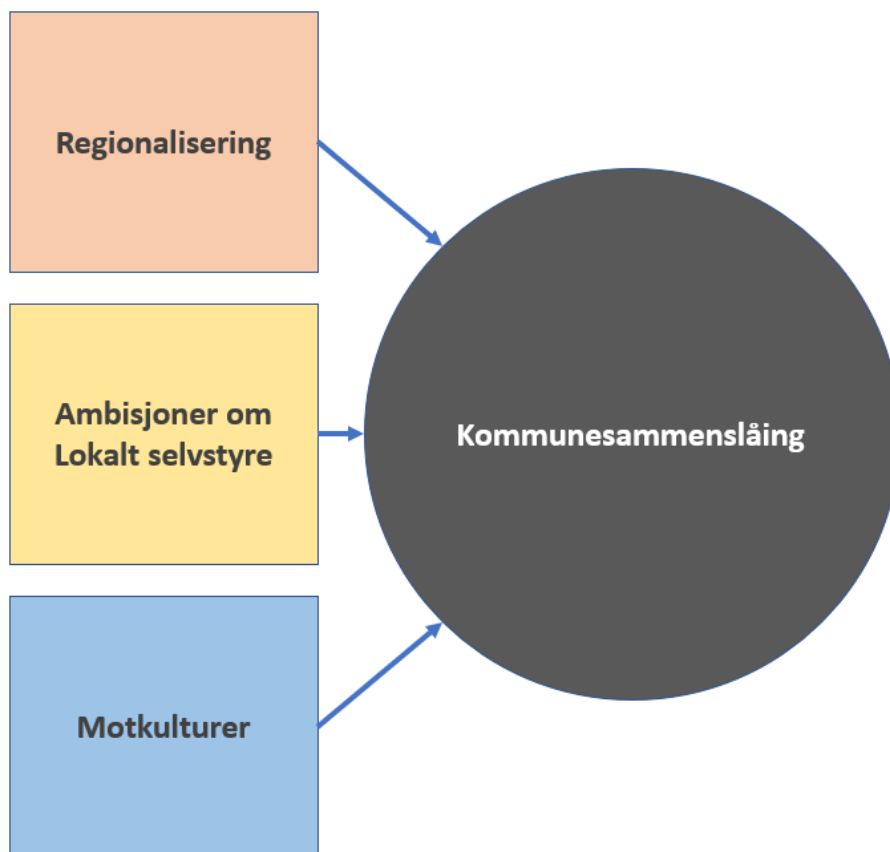 Regionalisering
Ambisjoner om
Lokalt selvstyre
Kommunesammenslåing
Motkulturer